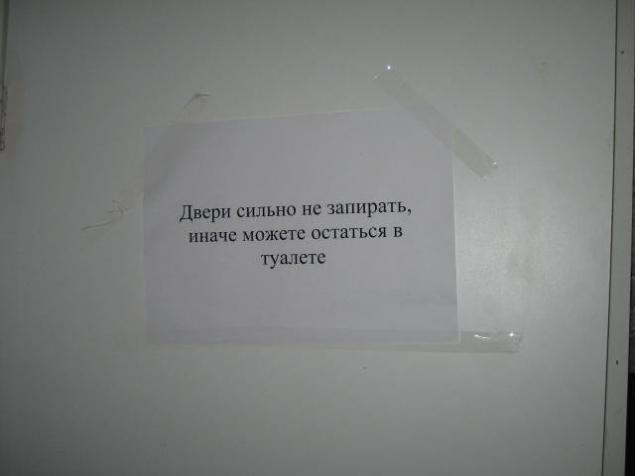 Двери сильно не запирать,
иначе можете остаться в
туалете